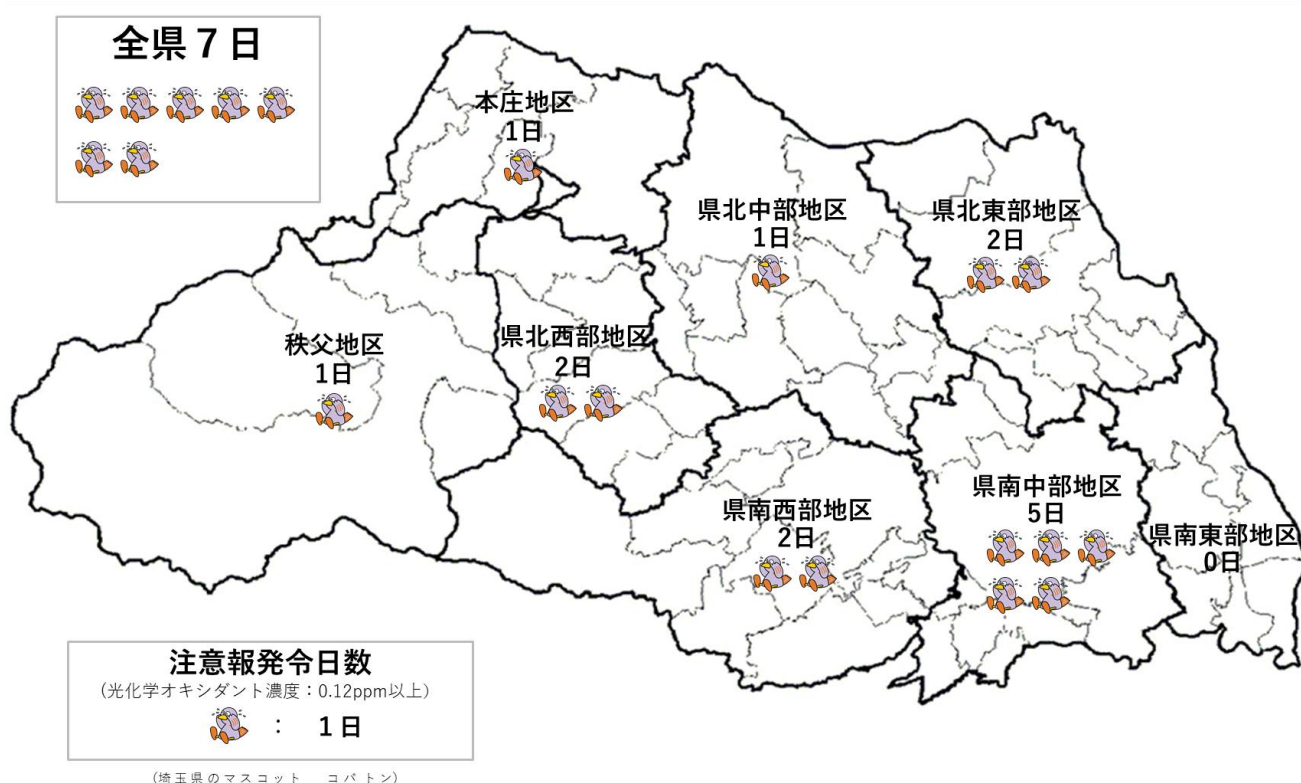 全県７日
本庄地区
1日
県北中部地区
1日
県北東部地区
2日
秩父地区
1日
県北西部地区
2日
県南西部地区
2日
県南中部地区
5日
県南東部地区
0日
注意報発令日数
(光化学オキシダント濃度：0.12ppm以上)
： １日
(埼玉県のマスコット コバトン)